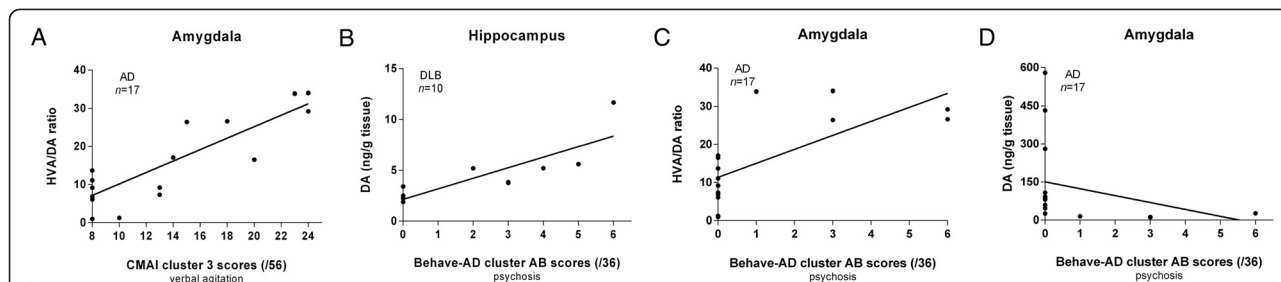 A
Amygdala
AD
n=17
HVA/DA ratio
40
30
20
10
0
8 10 12 14 16 18 20 22 24
CMAI cluster 3 scores (/56)
verbal agitation
B
Hippocampus
DLB
n=10
DA (ng/g tissue)
15
10
5
0
0 1 2 3 4 5 6
Behave-AD cluster AB scores (/36)
psychosis
C
Amygdala
AD
n=17
HVA/DA ratio
40
30
20
10
0
0 1 2 3 4 5 6
Behave-AD cluster AB scores (/36)
psychosis
D
Amygdala
AD
n=17
DA (ng/g tissue)
600
450
300
150
0
0 1 2 3 4 5 6
Behave-AD cluster AB scores (/36)
psychosis